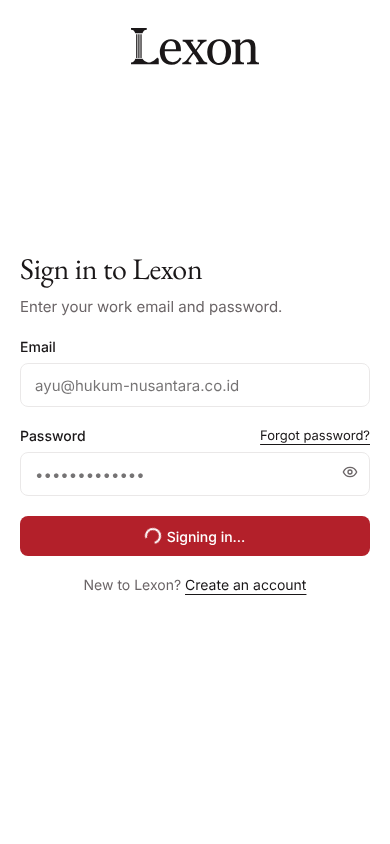 Lexon
Sign in to Lexon
Enter your work email and password.
Email
ayu@hukum-nusantara.co.id
Password Forgot password?
•••••••••••••
Signing in...
New to Lexon? Create an account